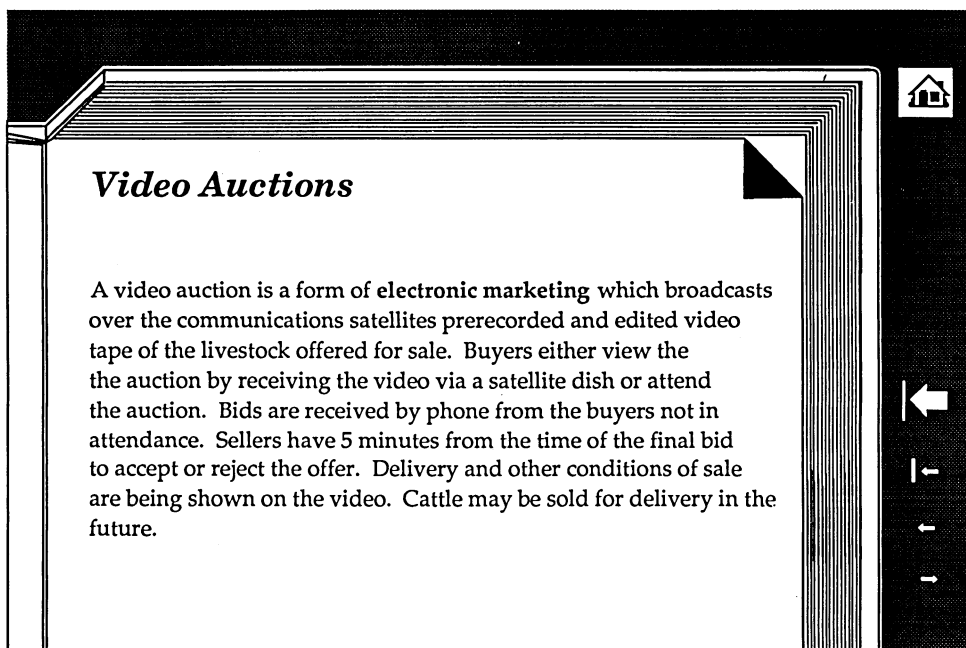 Video Auctions
A video auction is a form of electronic marketing which broadcasts
over the communications satellites prerecorded and edited video
tape of the livestock offered for sale. Buyers either view the
the auction by receiving the video via a satellite dish or attend
the auction. Bids are received by phone from the buyers not in
attendance. Sellers have 5 minutes from the time of the final bid
to accept or reject the offer. Delivery and other conditions of sale
are being shown on the video. Cattle may be sold for delivery in the
future.